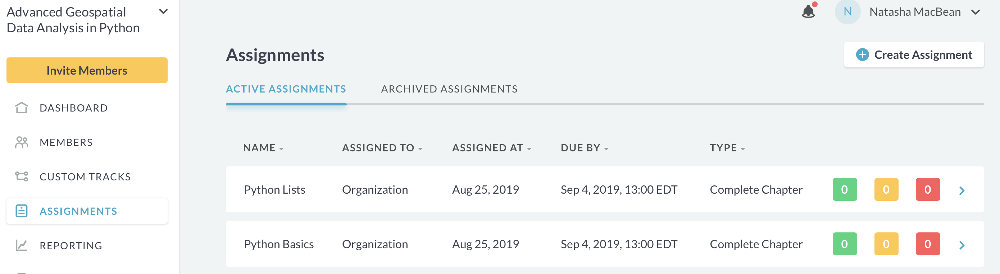 Advanced Geospatial
Data Analysis in Python
Invite Members
DASHBOARD
MEMBERS
CUSTOM TRACKS
ASSIGNMENTS
REPORTING
N Natasha MacBean
Assignments
Create Assignment
ACTIVE ASSIGNMENTS ARCHIVED ASSIGNMENTS
NAME ASSIGNED TO ASSIGNED AT DUE BY TYPE
Python Lists Organization Aug 25, 2019 Sep 4, 2019, 13:00 EDT Complete Chapter 0 0 0
Python Basics Organization Aug 25, 2019 Sep 4, 2019, 13:00 EDT Complete Chapter 0 0 0